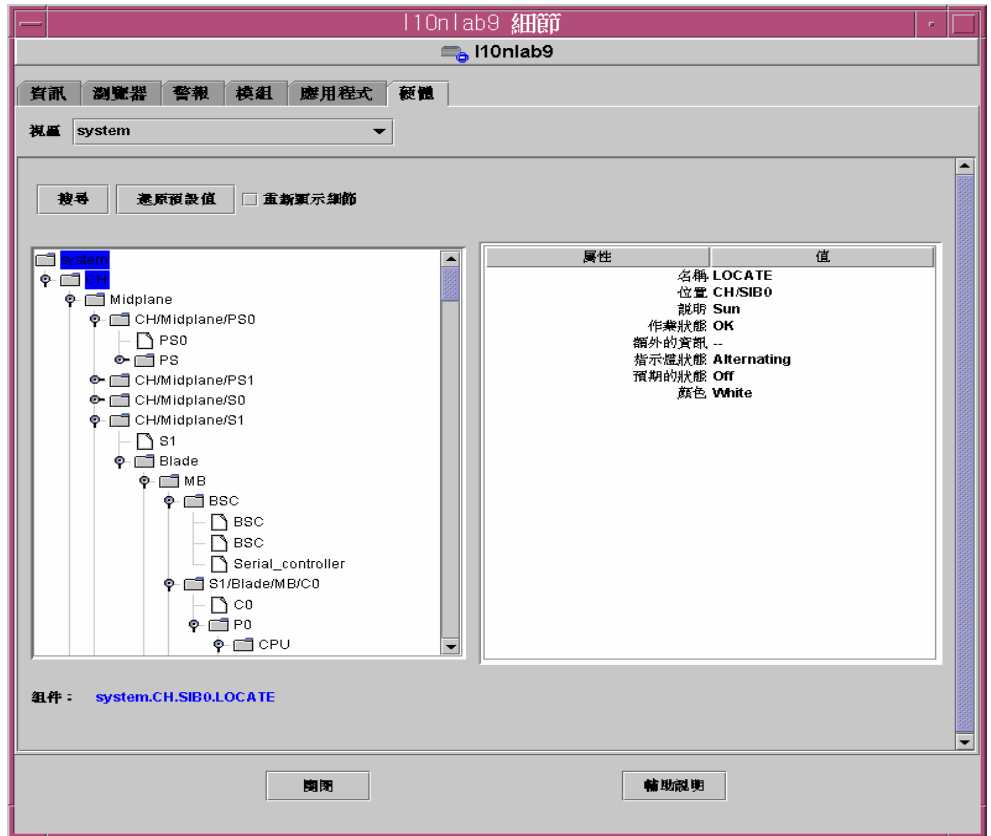 l10nlab9 細節
l10nlab9
資訊 瀏覽器 警報 模組 應用程式 硬體
視區 system
搜尋 還原預設值 重新顯示細節
system
CH
Midplane
CH/Midplane/PS0
PS0
PS
CH/Midplane/PS1
CH/Midplane/S0
CH/Midplane/S1
S1
Blade
MB
BSC
BSC
BSC
Serial_controller
S1/Blade/MB/C0
C0
P0
CPU
屬性 值
名稱 LOCATE
位置 CH/SIB0
說明 Sun
作業狀態 OK
額外的資訊 --
指示燈狀態 Alternating
預期的狀態 Off
顏色 White
組件： system.CH.SIB0.LOCATE
關閉 輔助說明